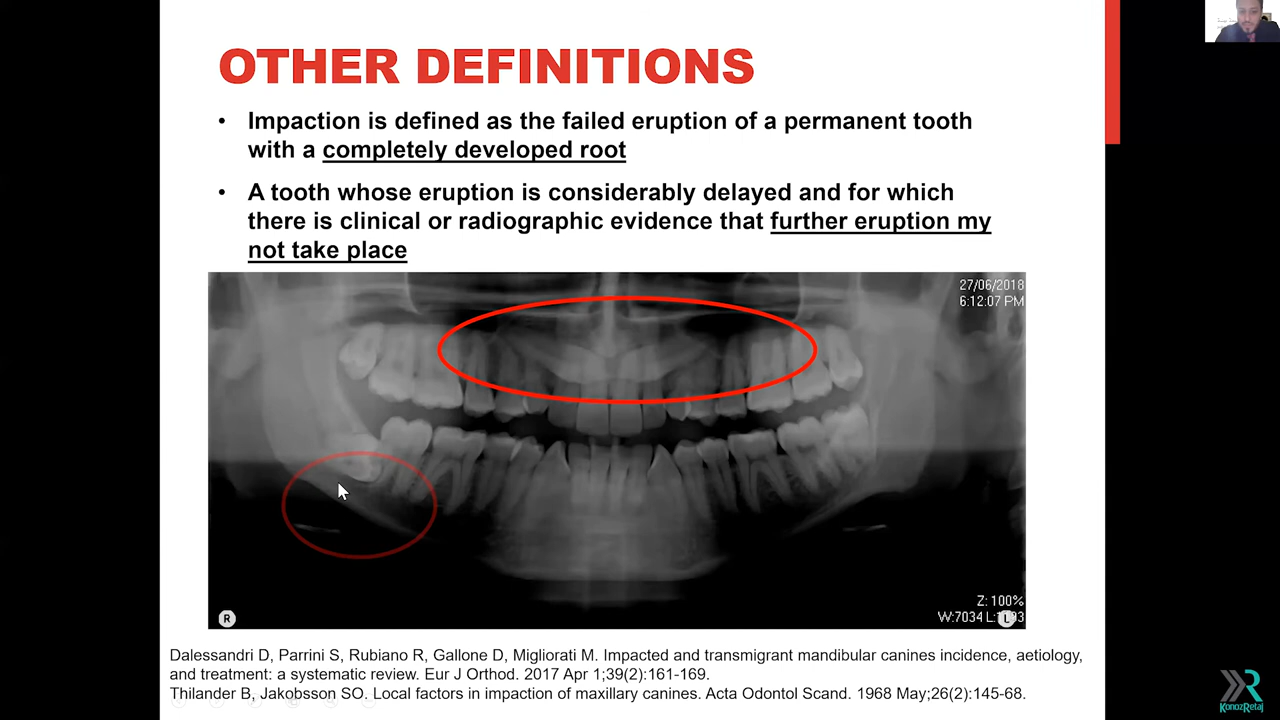 OTHER DEFINITIONS
• Impaction is defined as the failed eruption of a permanent tooth
with a completely developed root
• A tooth whose eruption is considerably delayed and for which
there is clinical or radiographic evidence that further eruption my
not take place
27/06/2018
6:12:07 PM
Z: 100%
W:7034 L:
R
L
Dalessandri D, Parrini S, Rubiano R, Gallone D, Migliorati M. Impacted and transmigrant mandibular canines incidence, aetiology,
and treatment: a systematic review. Eur J Orthod. 2017 Apr 1;39(2):161-169.
Thilander B, Jakobsson SO. Local factors in impaction of maxillary canines. Acta Odontol Scand. 1968 May;26(2):145-68.
KonozRetaj